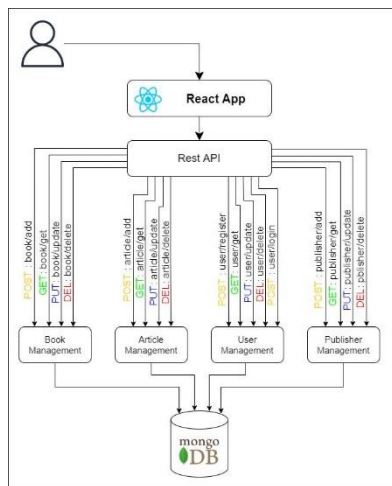 React App
Rest API
POST : book/add
GET: book/get
PUT: book/update
DEL: book/delete
POST : article/add
GET: article/get
PUT: article/update
DEL: article/delete
POST : user/register
GET: user/get
PUT: user/update
DEL: user/delete
POST : user/login
POST : publisher/add
GET: publisher/get
PUT: publisher/update
DEL: pblisher/delete
Book
Management
Article
Management
User
Management
Publisher
Management
mongo
DB